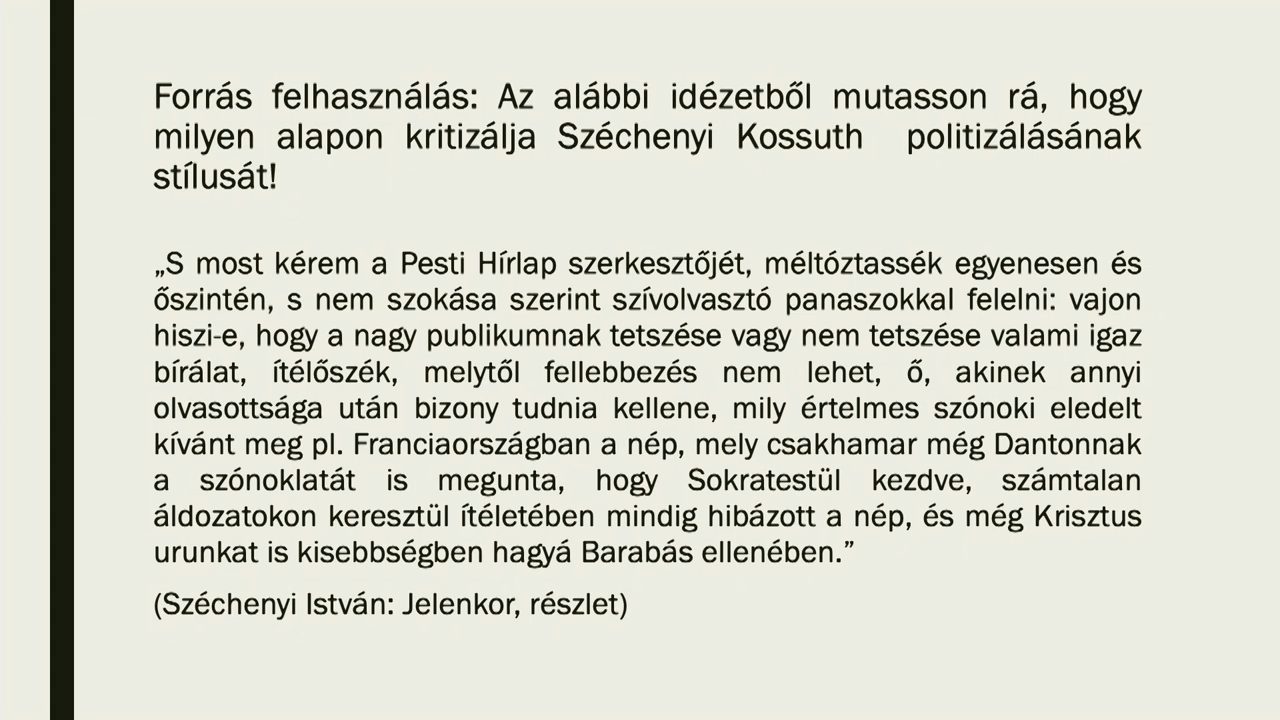 Forrás felhasználás: Az alábbi idézetből mutasson rá, hogy
milyen alapon kritizálja Széchenyi Kossuth politizálásának
stílusát!
„S most kérem a Pesti Hírlap szerkesztőjét, méltóztassék egyenesen és
őszintén, s nem szokása szerint szívolvasztó panaszokkal felelni: vajon
hiszi-e, hogy a nagy publikumnak tetszése vagy nem tetszése valami igaz
bírálat, ítélőszék, melytől fellebbezés nem lehet, ő, akinek annyi
olvasottsága után bizony tudnia kellene, mily értelmes szónoki eledelt
kívánt meg pl. Franciaországban a nép, mely csakhamar még Dantonnak
a szónoklatát is megunta, hogy Sokratestül kezdve, számtalan
áldozatokon keresztül ítéletében mindig hibázott a nép, és még Krisztus
urunkat is kisebbségben hagyá Barabás ellenében.”
(Széchenyi István: Jelenkor, részlet)